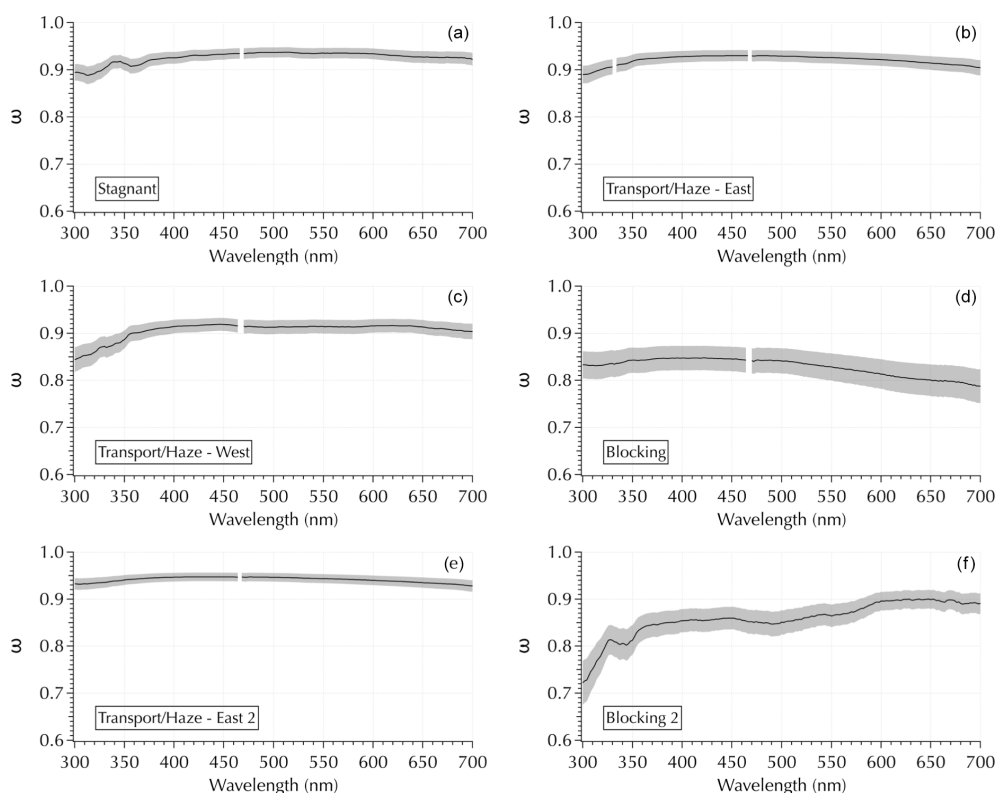 (a)
1.0
0.9
0.8
0.7
0.6
ω
Stagnant
300 350 400 450 500 550 600 650 700
Wavelength (nm)
(b)
1.0
0.9
0.8
0.7
0.6
ω
Transport/Haze - East
300 350 400 450 500 550 600 650 700
Wavelength (nm)
(c)
1.0
0.9
0.8
0.7
0.6
ω
Transport/Haze - West
300 350 400 450 500 550 600 650 700
Wavelength (nm)
(d)
1.0
0.9
0.8
0.7
0.6
ω
Blocking
300 350 400 450 500 550 600 650 700
Wavelength (nm)
(e)
1.0
0.9
0.8
0.7
0.6
ω
Transport/Haze - East 2
300 350 400 450 500 550 600 650 700
Wavelength (nm)
(f)
1.0
0.9
0.8
0.7
0.6
ω
Blocking 2
300 350 400 450 500 550 600 650 700
Wavelength (nm)